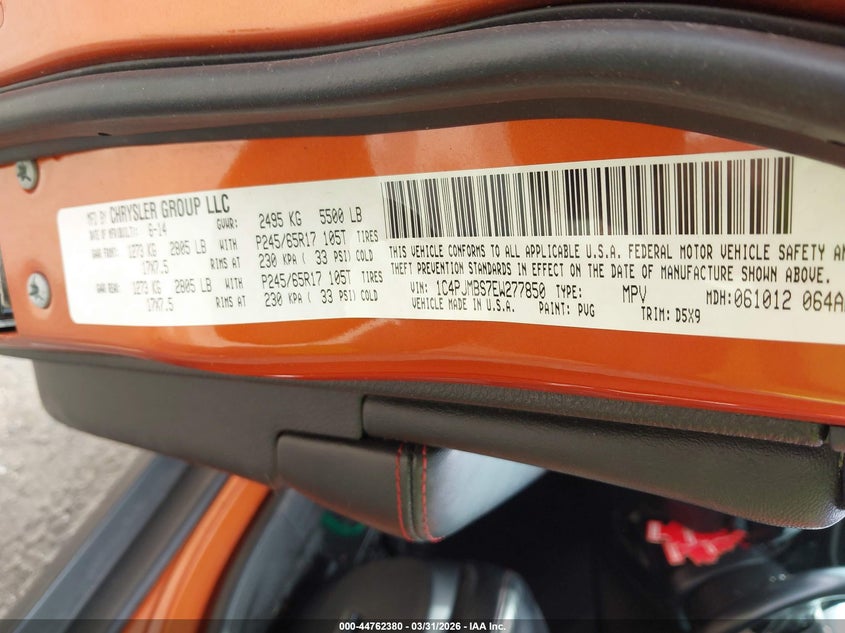 MFD BY CHRYSLER GROUP LLC
DATE OF MFR/BUILT: 6-14 GVWR: 2495 KG 5500 LB
GAWR FRONT: 1273 KG 2805 LB WITH P245/65R17 105T TIRES
17X7.5 RIMS AT 230 KPA ( 33 PSI) COLD
GAWR REAR: 1273 KG 2805 LB WITH P245/65R17 105T TIRES
17X7.5 RIMS AT 230 KPA ( 33 PSI) COLD
THIS VEHICLE CONFORMS TO ALL APPLICABLE U.S.A. FEDERAL MOTOR VEHICLE SAFETY AN
THEFT PREVENTION STANDARDS IN EFFECT ON THE DATE OF MANUFACTURE SHOWN ABOVE.
VIN: 1C4PJMBS7EW277850 TYPE: MPV MDH:061012 064A
VEHICLE MADE IN U.S.A. PAINT: PVG TRIM: D5X9
000-44762380 - 03/31/2026 - IAA Inc.